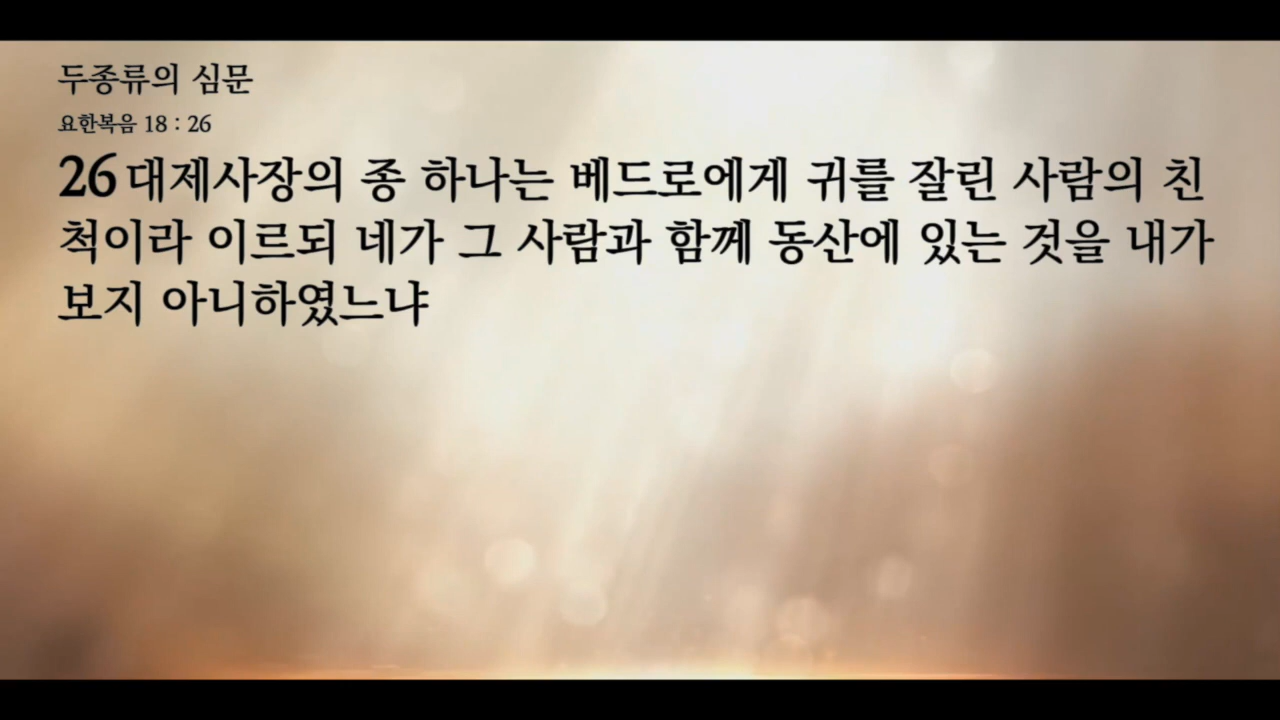 두종류의 심문
요한복음 18 : 26
26 대제사장의 종 하나는 베드로에게 귀를 잘린 사람의 친
척이라 이르되 네가 그 사람과 함께 동산에 있는 것을 내가
보지 아니하였느냐